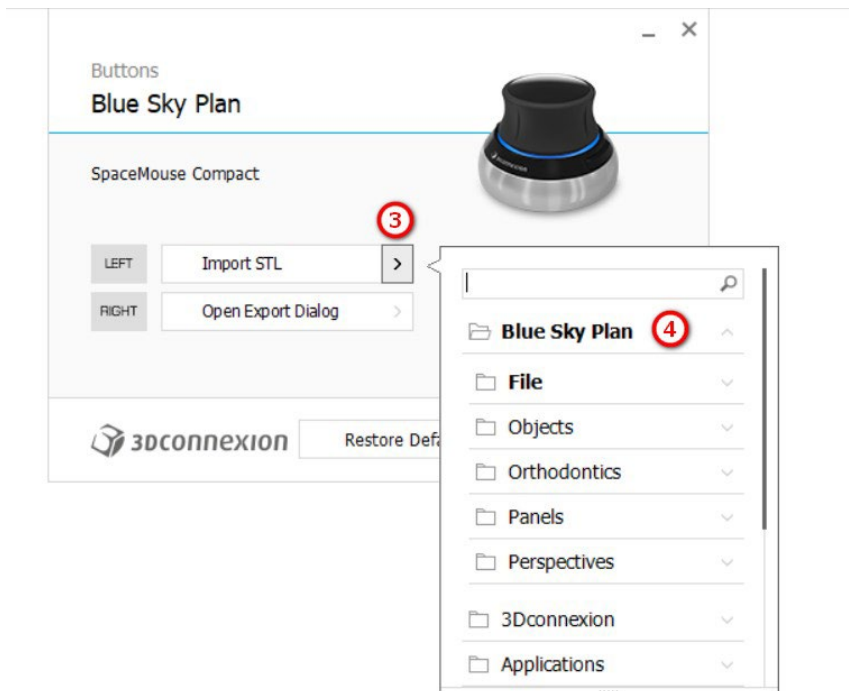 Buttons
Blue Sky Plan
SpaceMouse Compact
3
LEFT Import STL >
RIGHT Open Export Dialog >
4
Blue Sky Plan
File
Objects
Orthodontics
Panels
Perspectives
3Dconnexion
Applications
3Dconnexion Restore Defa